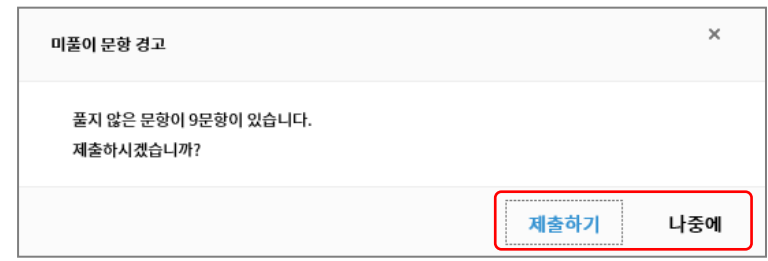 미풀이 문항 경고
×
풀지 않은 문항이 9문항이 있습니다.
제출하시겠습니까?
제출하기 나중에